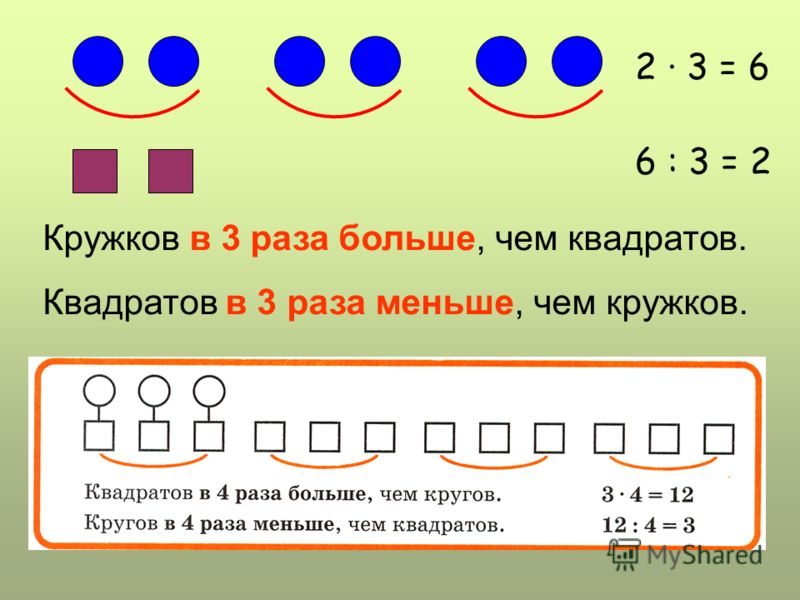 2 · 3 = 6
6 : 3 = 2
Кружков в 3 раза больше, чем квадратов.
Квадратов в 3 раза меньше, чем кружков.
Квадратов в 4 раза больше, чем кругов.
3 · 4 = 12
Кругов в 4 раза меньше, чем квадратов.
12 : 4 = 3
MyShared